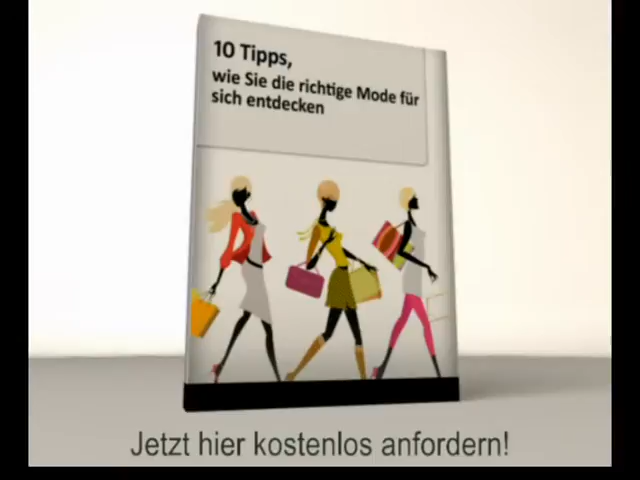 10 Tipps,
wie Sie die richtige Mode für
sich entdecken
Jetzt hier kostenlos anfordern!